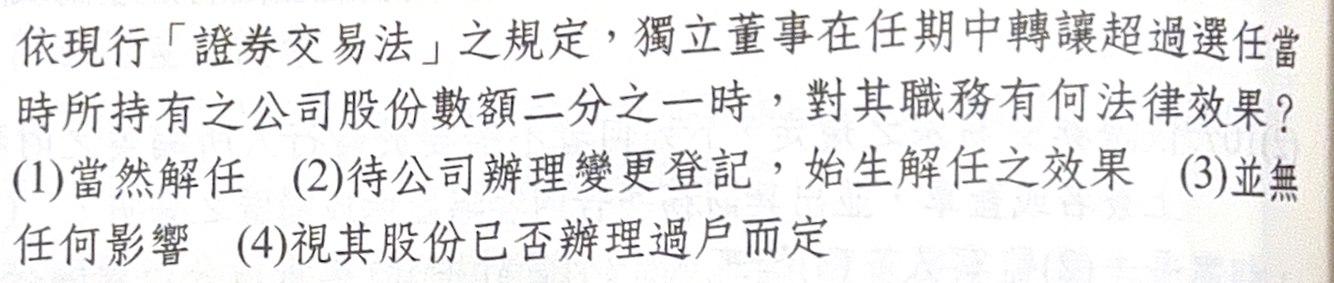 依現行「證券交易法」之規定，獨立董事在任期中轉讓超過選任當
時所持有之公司股份數額二分之一時，對其職務有何法律效果？
(1)當然解任　(2)待公司辦理變更登記，始生解任之效果　(3)並無
任何影響　(4)視其股份已否辦理過戶而定